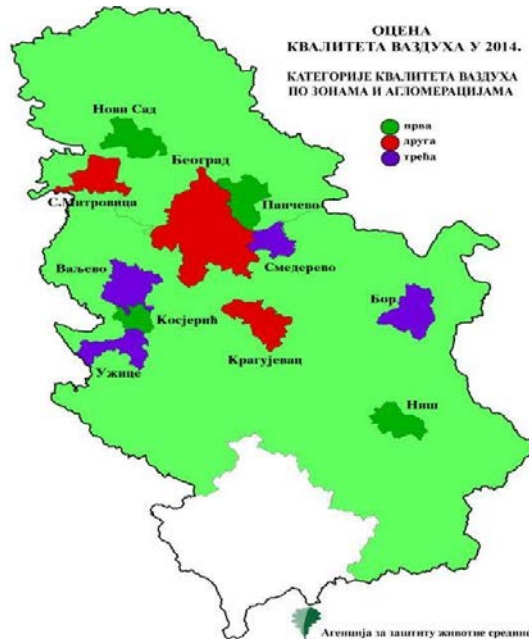 ОЦЕНА
КВАЛИТЕТА ВАЗДУХА У 2014.
КАТЕГОРИЈЕ КВАЛИТЕТА ВАЗДУХА
ПО ЗОНАМА И АГЛОМЕРАЦИЈАМА
прва
друга
трећа
Нови Сад
Београд
С.Митровица
Панчево
Смедерево
Ваљево
Бор
Косјерић
Крагујевац
Ужице
Ниш
Агенција за заштиту животне средине